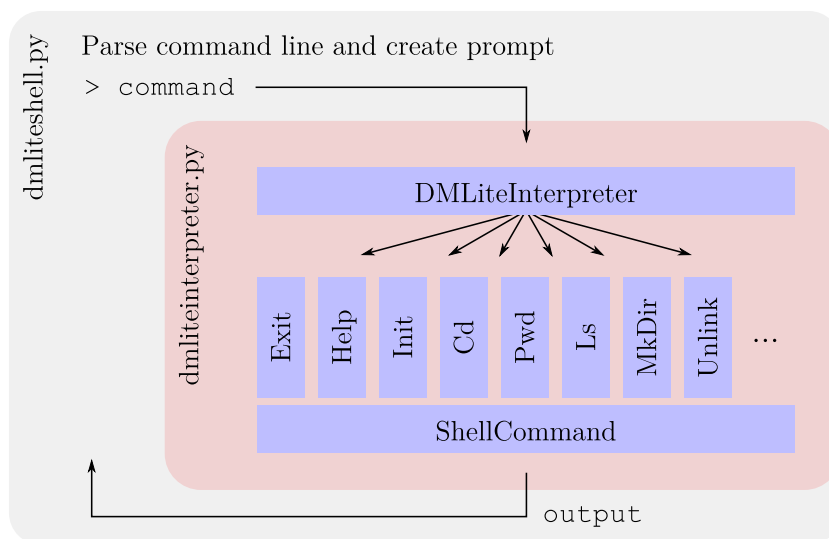 dmliteshell.py
Parse command line and create prompt
> command
dmliteinterpreter.py
DMLiteInterpreter
Exit
Help
Init
Cd
Pwd
Ls
MkDir
Unlink
...
ShellCommand
output